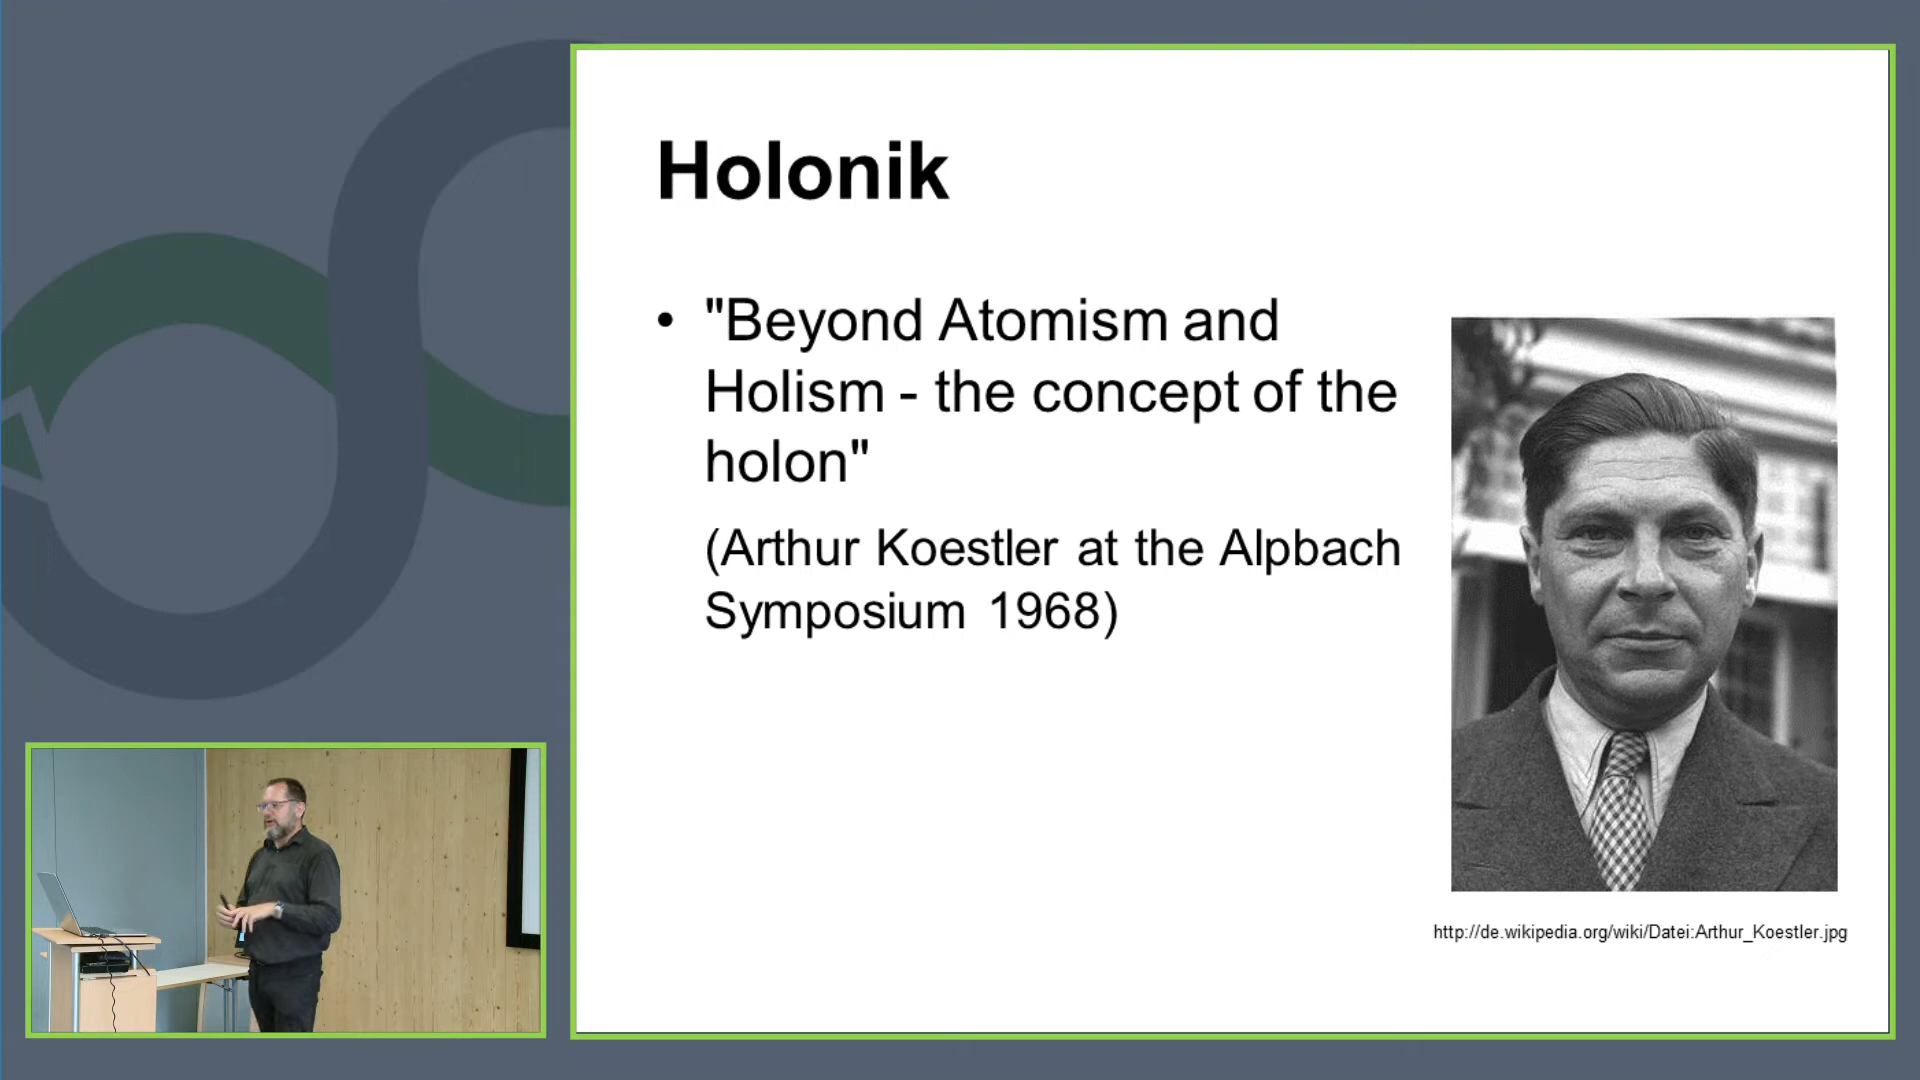 Holonik
• "Beyond Atomism and
Holism - the concept of the
holon"
(Arthur Koestler at the Alpbach
Symposium 1968)
http://de.wikipedia.org/wiki/Datei:Arthur_Koestler.jpg